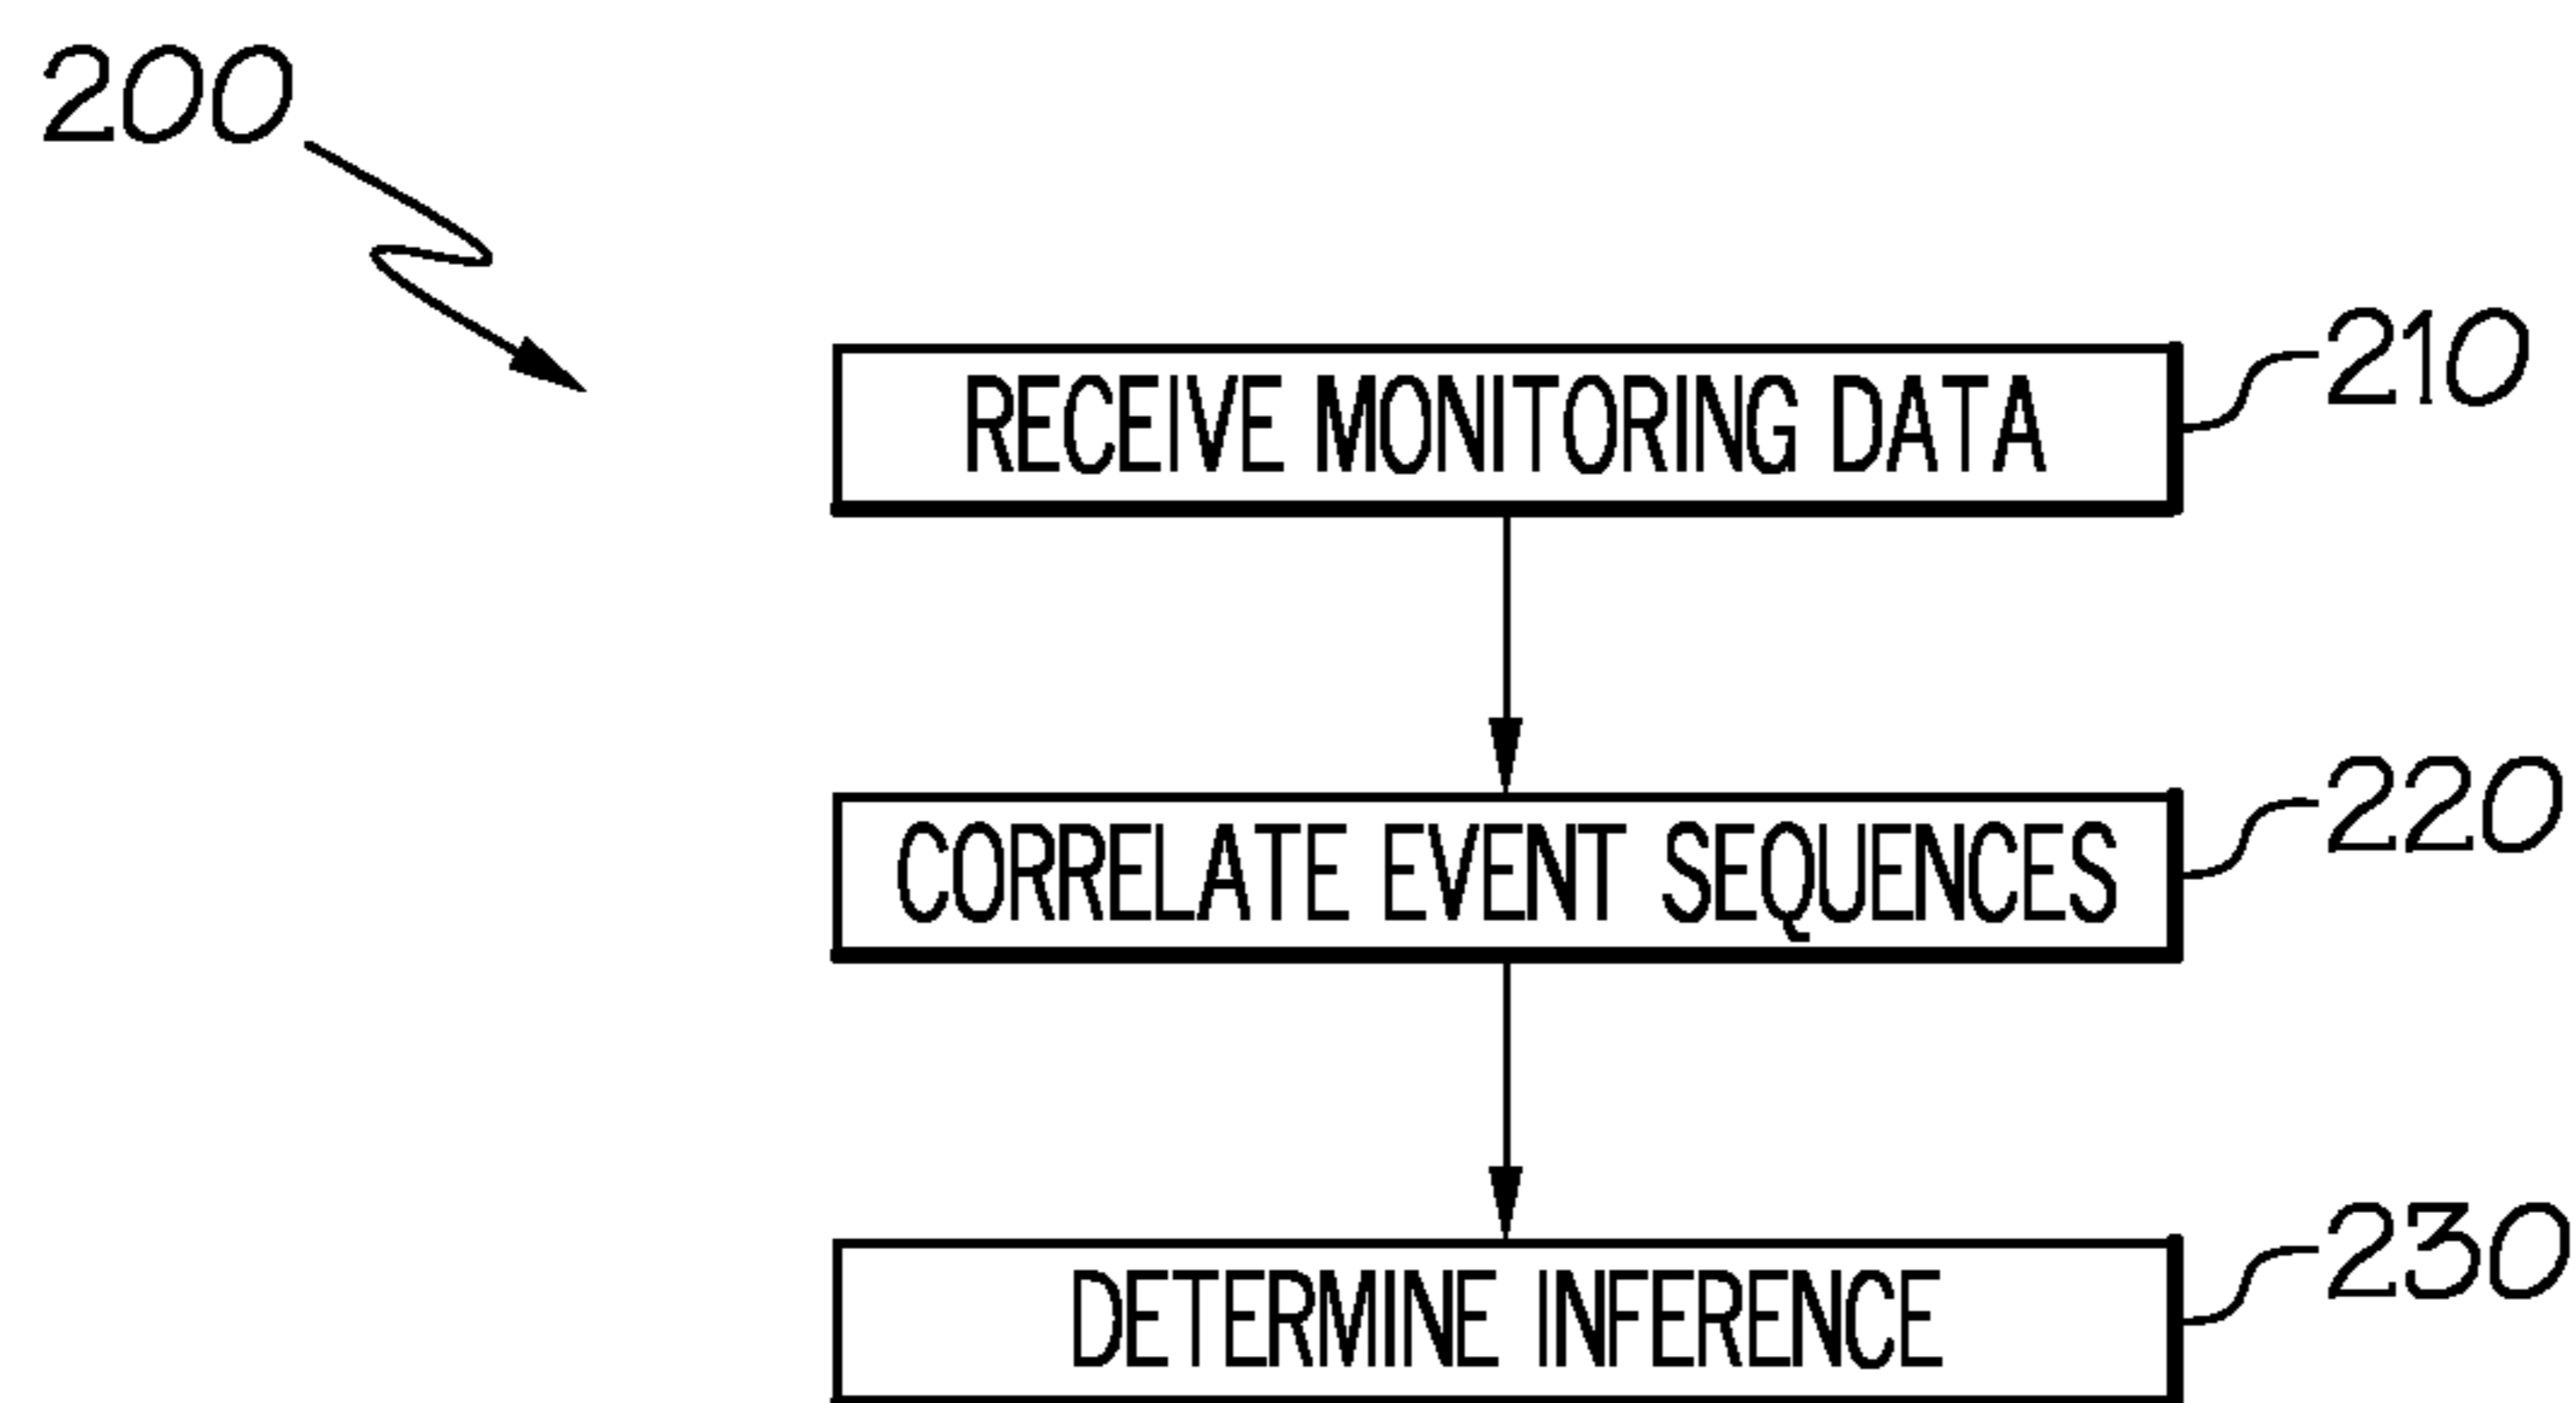 200
RECEIVE MONITORING DATA
210
CORRELATE EVENT SEQUENCES
220
DETERMINE INFERENCE
230